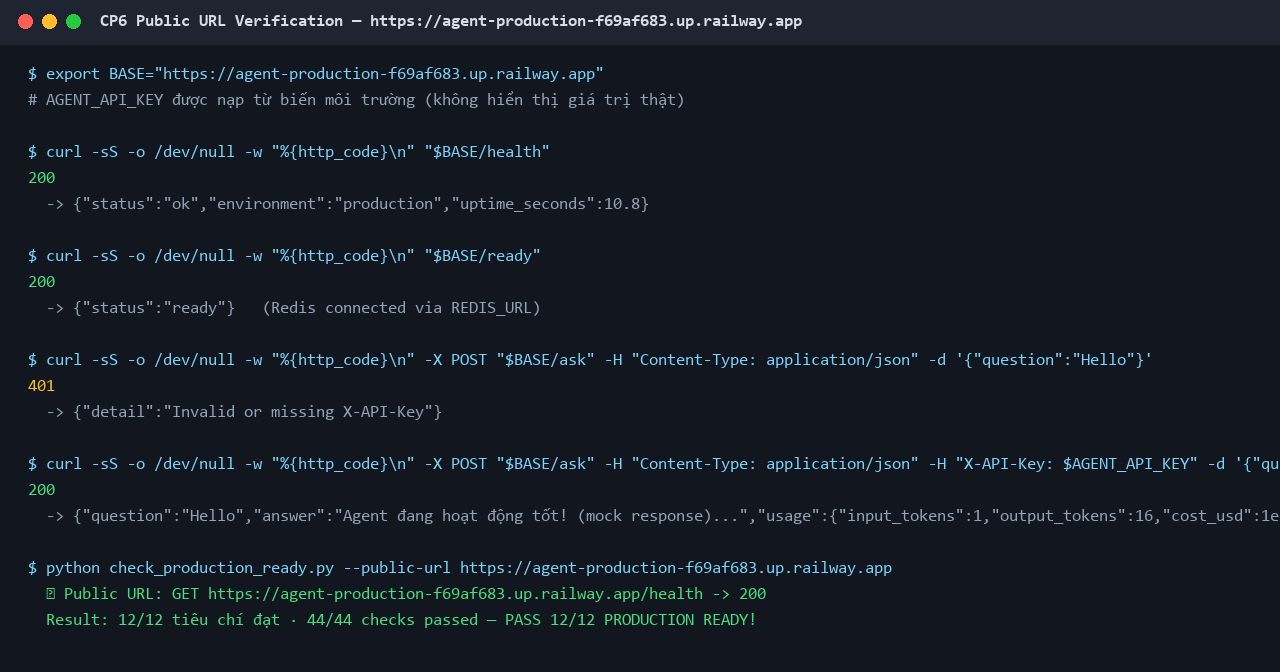 CP6 Public URL Verification — https://agent-production-f69af683.up.railway.app
$ export BASE="https://agent-production-f69af683.up.railway.app"
# AGENT_API_KEY được nạp từ biến môi trường (không hiển thị giá trị thật)
$ curl -sS -o /dev/null -w "%{http_code}\n" "$BASE/health"
200
-> {"status":"ok","environment":"production","uptime_seconds":10.8}
$ curl -sS -o /dev/null -w "%{http_code}\n" "$BASE/ready"
200
-> {"status":"ready"}   (Redis connected via REDIS_URL)
$ curl -sS -o /dev/null -w "%{http_code}\n" -X POST "$BASE/ask" -H "Content-Type: application/json" -d '{"question":"Hello"}'
401
-> {"detail":"Invalid or missing X-API-Key"}
$ curl -sS -o /dev/null -w "%{http_code}\n" -X POST "$BASE/ask" -H "Content-Type: application/json" -H "X-API-Key: $AGENT_API_KEY" -d '{"qu
200
-> {"question":"Hello","answer":"Agent đang hoạt động tốt! (mock response)...","usage":{"input_tokens":1,"output_tokens":16,"cost_usd":1e
$ python check_production_ready.py --public-url https://agent-production-f69af683.up.railway.app
Public URL: GET https://agent-production-f69af683.up.railway.app/health -> 200
Result: 12/12 tiêu chí đạt · 44/44 checks passed — PASS 12/12 PRODUCTION READY!